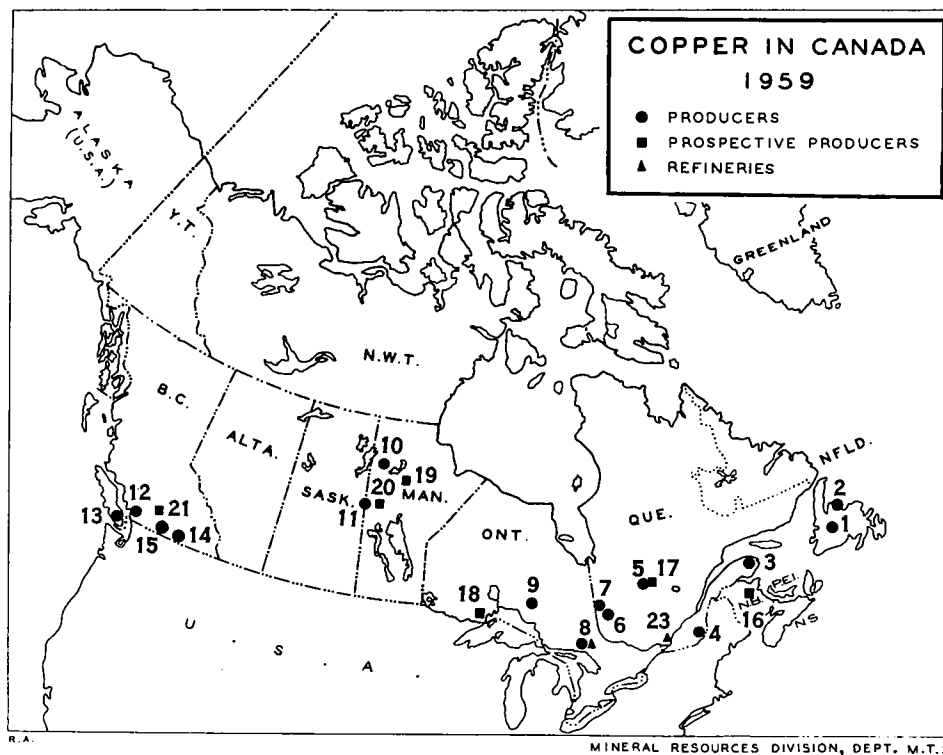 COPPER IN CANADA
1959
PRODUCERS
PROSPECTIVE PRODUCERS
REFINERIES
ALASKA
(U.S.A.)
Y.T.
GREENLAND
N.W.T.
B.C.
ALTA.
SASK.
MAN.
ONT.
QUE.
NFLD.
10
19
20
11
12
13
21
15
14
2
1
3
5 17
9
7
6
18
8
23
4
16
N.B.
P.E.I.
NS
U. S. A.
R.A.
MINERAL RESOURCES DIVISION, DEPT. M.T.